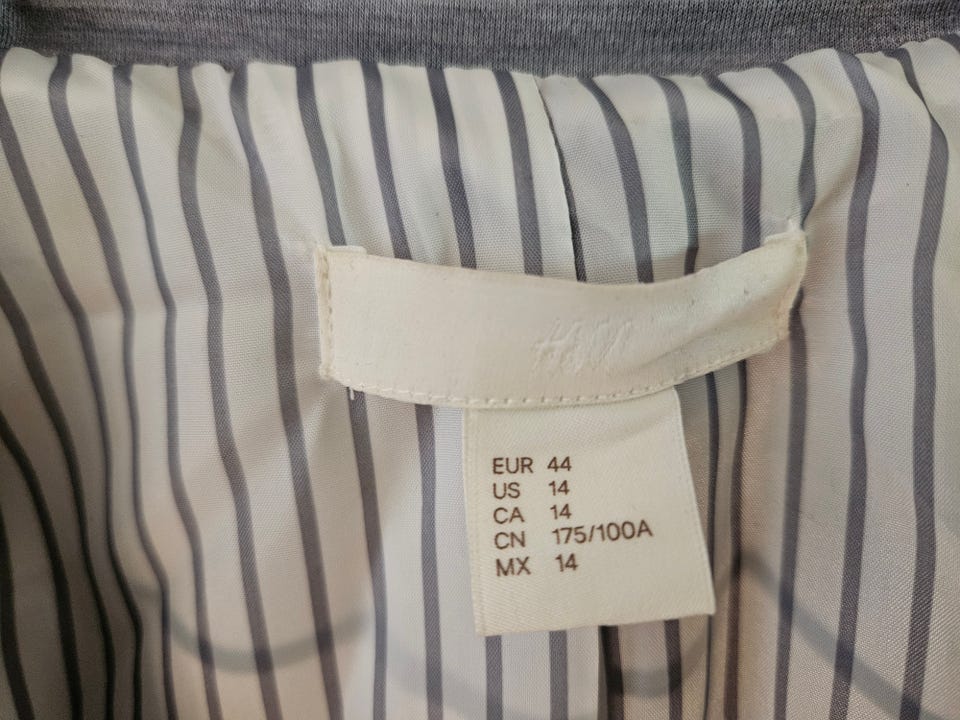 H&M
EUR 44
US 14
CA 14
CN 175/100A
MX 14